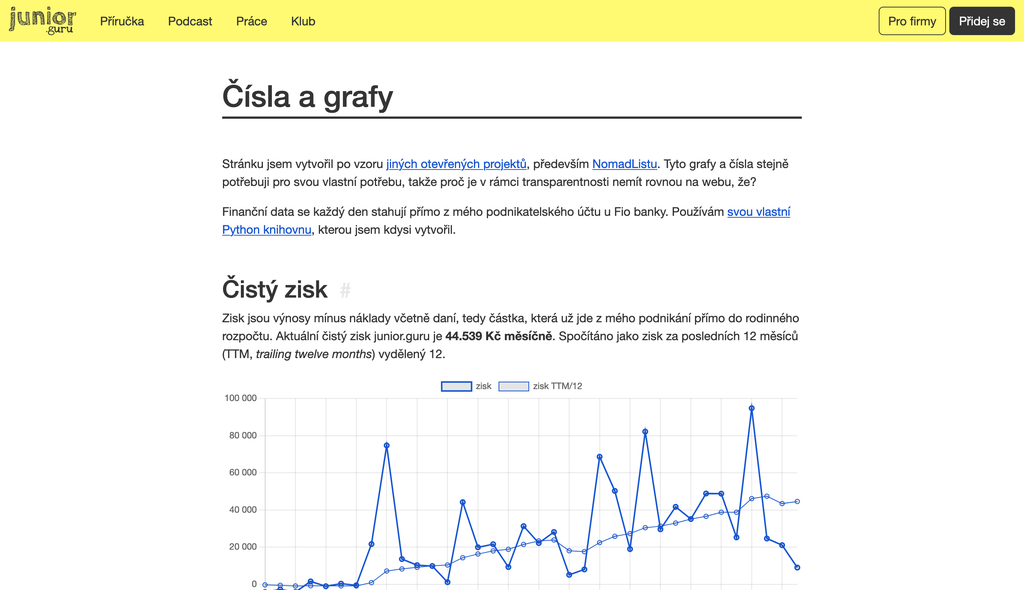 junior
.guru
Příručka
Podcast
Práce
Klub
Pro firmy
Přidej se
Čísla a grafy
Stránku jsem vytvořil po vzoru jiných otevřených projektů, především NomadListu. Tyto grafy a čísla stejně
potřebuji pro svou vlastní potřebu, takže proč je v rámci transparentnosti nemít rovnou na webu, že?
Finanční data se každý den stahují přímo z mého podnikatelského účtu u Fio banky. Používám svou vlastní
Python knihovnu, kterou jsem kdysi vytvořil.
Čistý zisk #
Zisk jsou výnosy mínus náklady včetně daní, tedy částka, která už jde z mého podnikání přímo do rodinného
rozpočtu. Aktuální čistý zisk junior.guru je 44.539 Kč měsíčně. Spočítáno jako zisk za posledních 12 měsíců
(TTM, trailing twelve months) vydělený 12.
zisk
zisk TTM/12
100 000
80 000
60 000
40 000
20 000
0